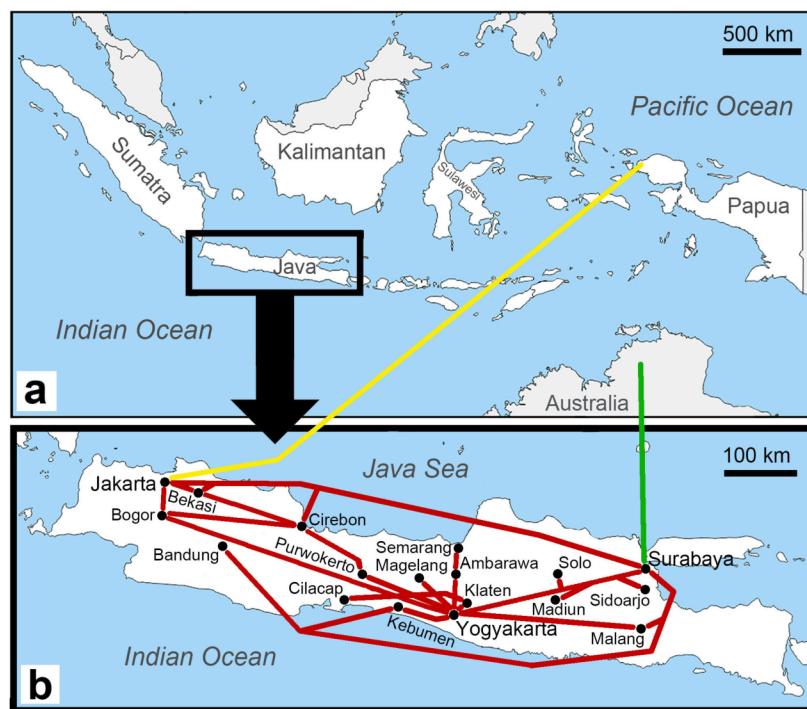 500 km
Pacific Ocean
Kalimantan
Sumatra
Sulawesi
Papua
Java
Indian Ocean
Australia
a
100 km
Java Sea
Jakarta
Bekasi
Bogor
Cirebon
Bandung
Purwokerto
Semarang
Magelang
Ambarawa
Solo
Surabaya
Cilacap
Klaten
Madiun
Sidoarjo
Kebumen
Yogyakarta
Malang
Indian Ocean
b